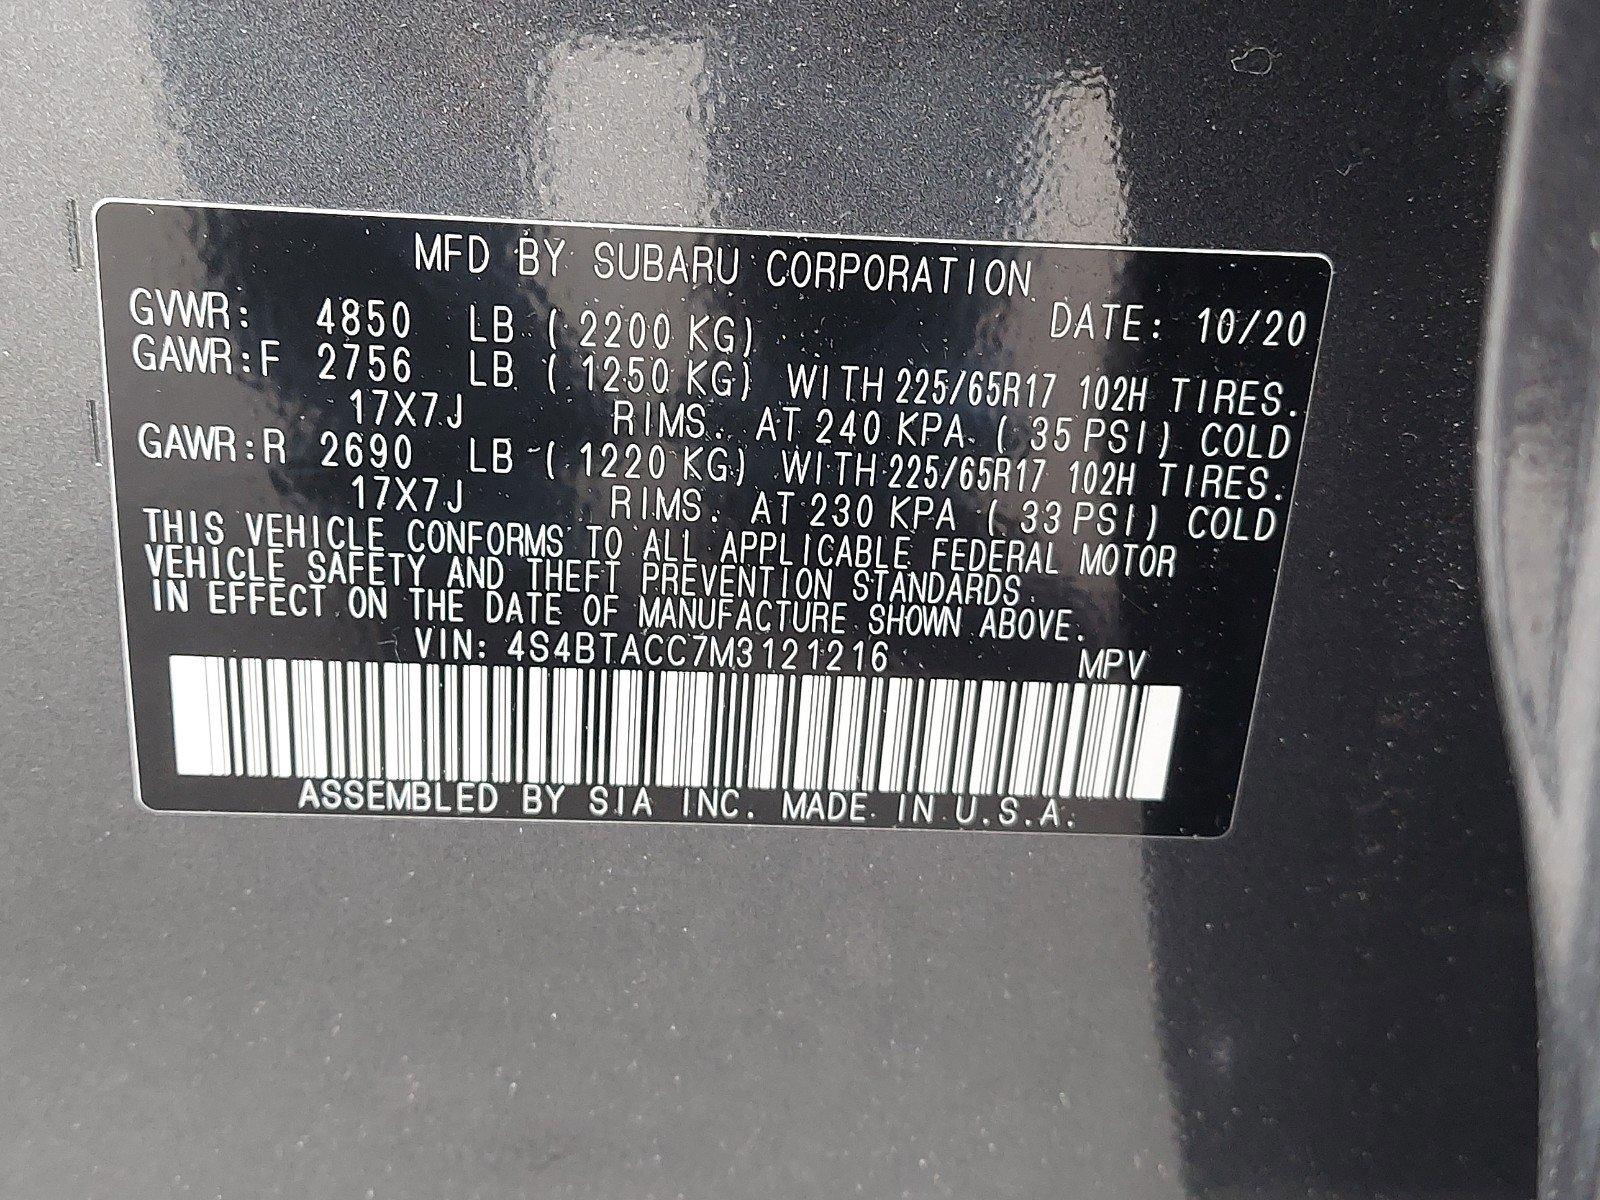 MFD BY SUBARU CORPORATION
GVWR: 4850 LB ( 2200 KG) DATE: 10/20
GAWR:F 2756 LB ( 1250 KG) WITH 225/65R17 102H TIRES.
17X7J RIMS. AT 240 KPA ( 35 PSI) COLD
GAWR:R 2690 LB ( 1220 KG) WITH 225/65R17 102H TIRES.
17X7J RIMS. AT 230 KPA ( 33 PSI) COLD
THIS VEHICLE CONFORMS TO ALL APPLICABLE FEDERAL MOTOR
VEHICLE SAFETY AND THEFT PREVENTION STANDARDS
IN EFFECT ON THE DATE OF MANUFACTURE SHOWN ABOVE.
VIN: 4S4BTACC7M3121216 MPV
ASSEMBLED BY SIA INC. MADE IN U.S.A.